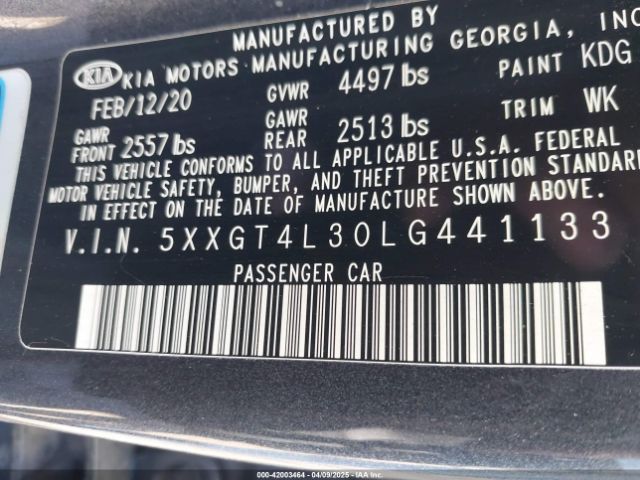 MANUFACTURED BY
KIA KIA MOTORS MANUFACTURING GEORGIA, INC
FEB/12/20 GVWR 4497 lbs PAINT KDG
GAWR FRONT 2557 lbs GAWR REAR 2513 lbs TRIM WK
THIS VEHICLE CONFORMS TO ALL APPLICABLE U.S.A. FEDERAL
MOTOR VEHICLE SAFETY, BUMPER, AND THEFT PREVENTION STANDARD
IN EFFECT ON THE DATE OF MANUFACTURE SHOWN ABOVE.
V.I.N. 5XXGT4L30LG441133
PASSENGER CAR
000-42003464 - 04/09/2025 - IAAI.COM